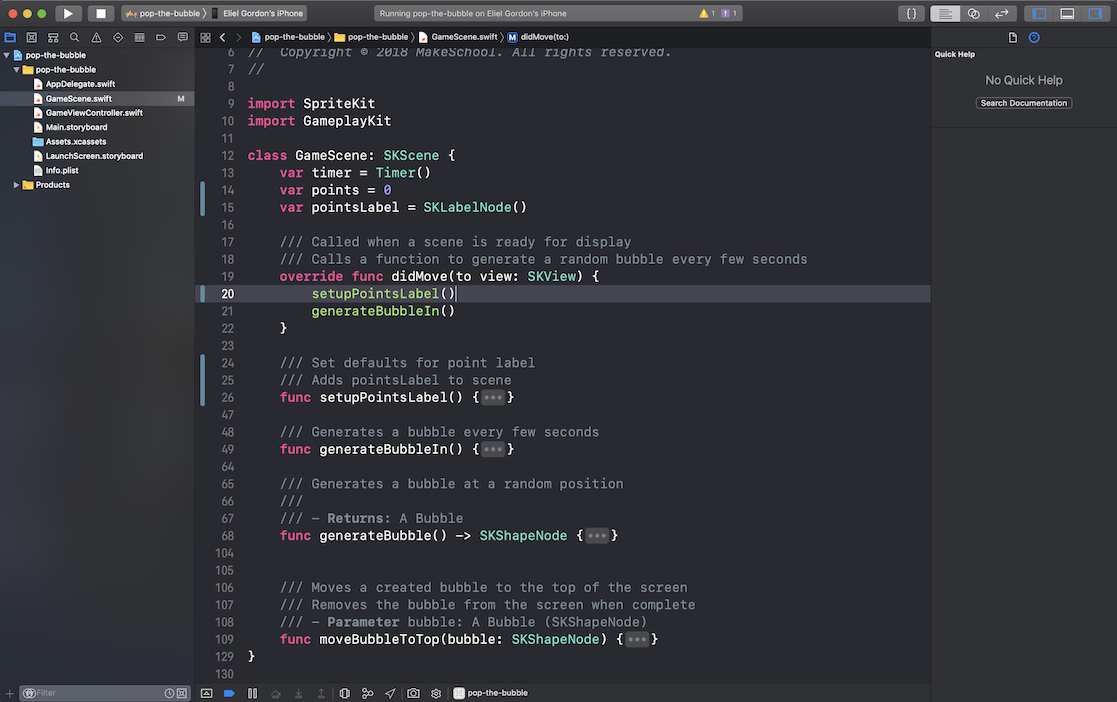 pop-the-bubble 〉 Eliel Gordon's iPhone
Running pop-the-bubble on Eliel Gordon's iPhone
1
1
{ }
pop-the-bubble 〉 pop-the-bubble 〉 GameScene.swift 〉 M didMove(to:)
pop-the-bubble
pop-the-bubble
AppDelegate.swift
GameScene.swift M
GameViewController.swift
Main.storyboard
Assets.xcassets
LaunchScreen.storyboard
Info.plist
Products
6 // Copyright © 2018 MakeSchool. All rights reserved.
7 //
8
9 import SpriteKit
10 import GameplayKit
11
12 class GameScene: SKScene {
13 var timer = Timer()
14 var points = 0
15 var pointsLabel = SKLabelNode()
16
17 /// Called when a scene is ready for display
18 /// Calls a function to generate a random bubble every few seconds
19 override func didMove(to view: SKView) {
20 setupPointsLabel()
21 generateBubbleIn()
22 }
23
24 /// Set defaults for point label
25 /// Adds pointsLabel to scene
26 func setupPointsLabel() {•••}
47
48 /// Generates a bubble every few seconds
49 func generateBubbleIn() {•••}
64
65 /// Generates a bubble at a random position
66 ///
67 /// – Returns: A Bubble
68 func generateBubble() -> SKShapeNode {•••}
104
105
106 /// Moves a created bubble to the top of the screen
107 /// Removes the bubble from the screen when complete
108 /// – Parameter bubble: A Bubble (SKShapeNode)
109 func moveBubbleToTop(bubble: SKShapeNode) {•••}
129 }
130
Quick Help
No Quick Help
Search Documentation
Filter
pop-the-bubble